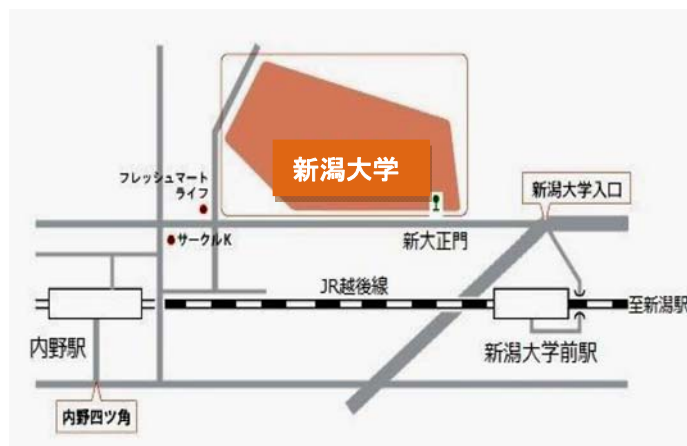 新潟大学
フレッシュマート
ライフ
新潟大学入口
サークルK
新大正門
JR越後線
至新潟駅
内野駅
新潟大学前駅
内野四ツ角